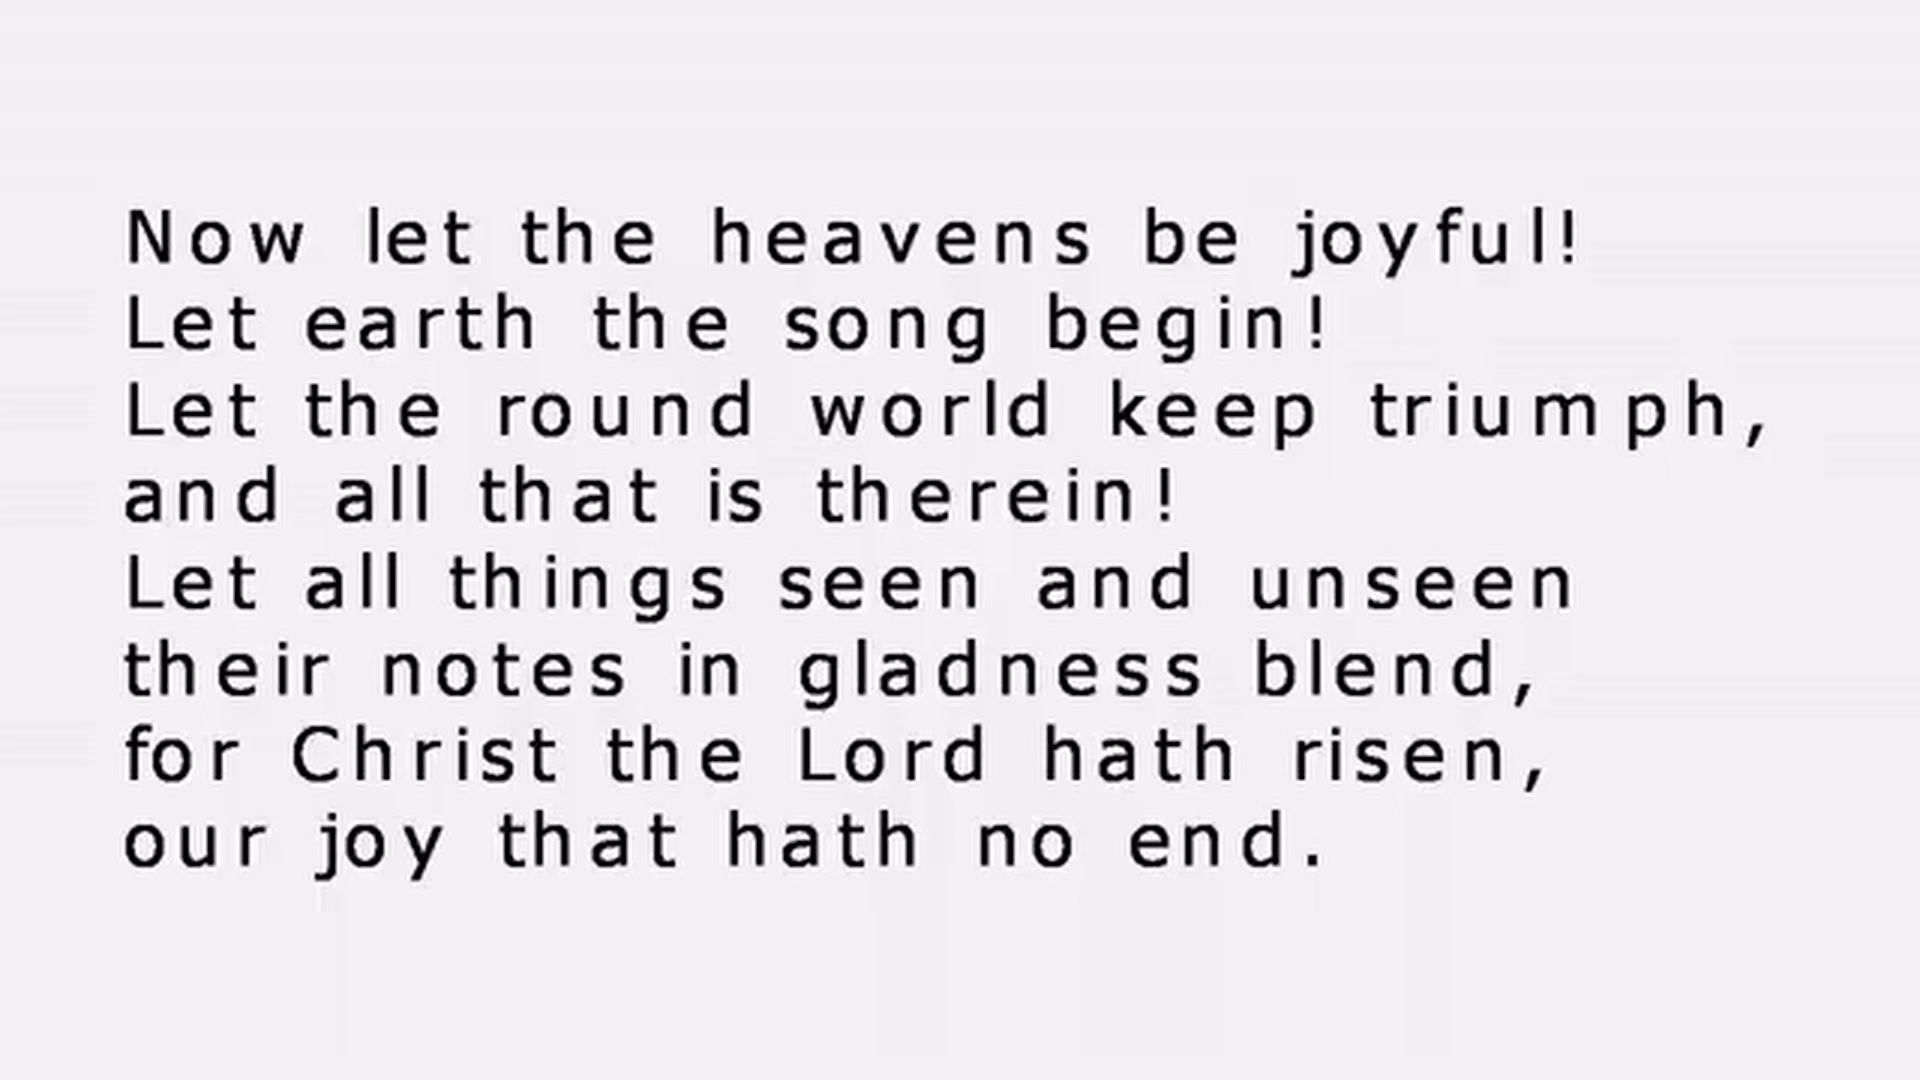 Now let the heavens be joyful!
Let earth the song begin!
Let the round world keep triumph,
and all that is therein!
Let all things seen and unseen
their notes in gladness blend,
for Christ the Lord hath risen,
our joy that hath no end.